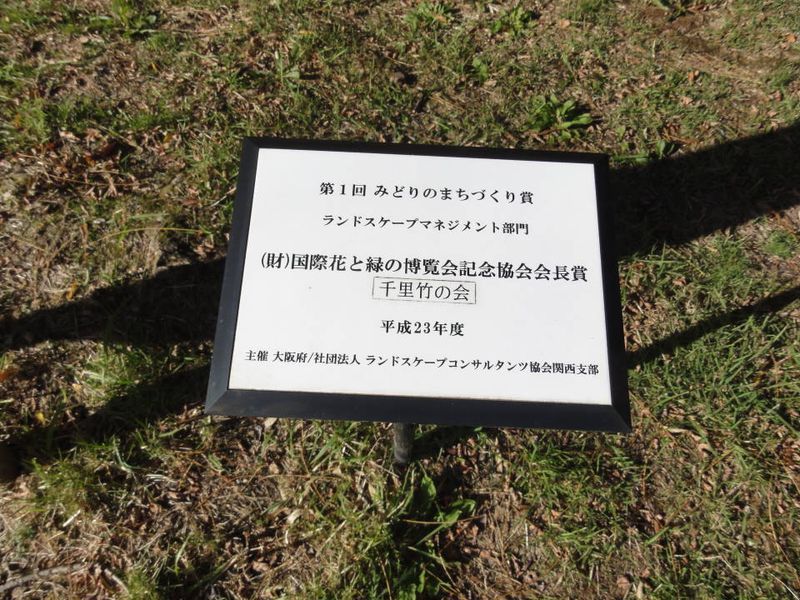 第1回 みどりのまちづくり賞
ランドスケープマネジメント部門
(財)国際花と緑の博覧会記念協会会長賞
千里竹の会
平成23年度
主催 大阪府/社団法人 ランドスケープコンサルタンツ協会関西支部